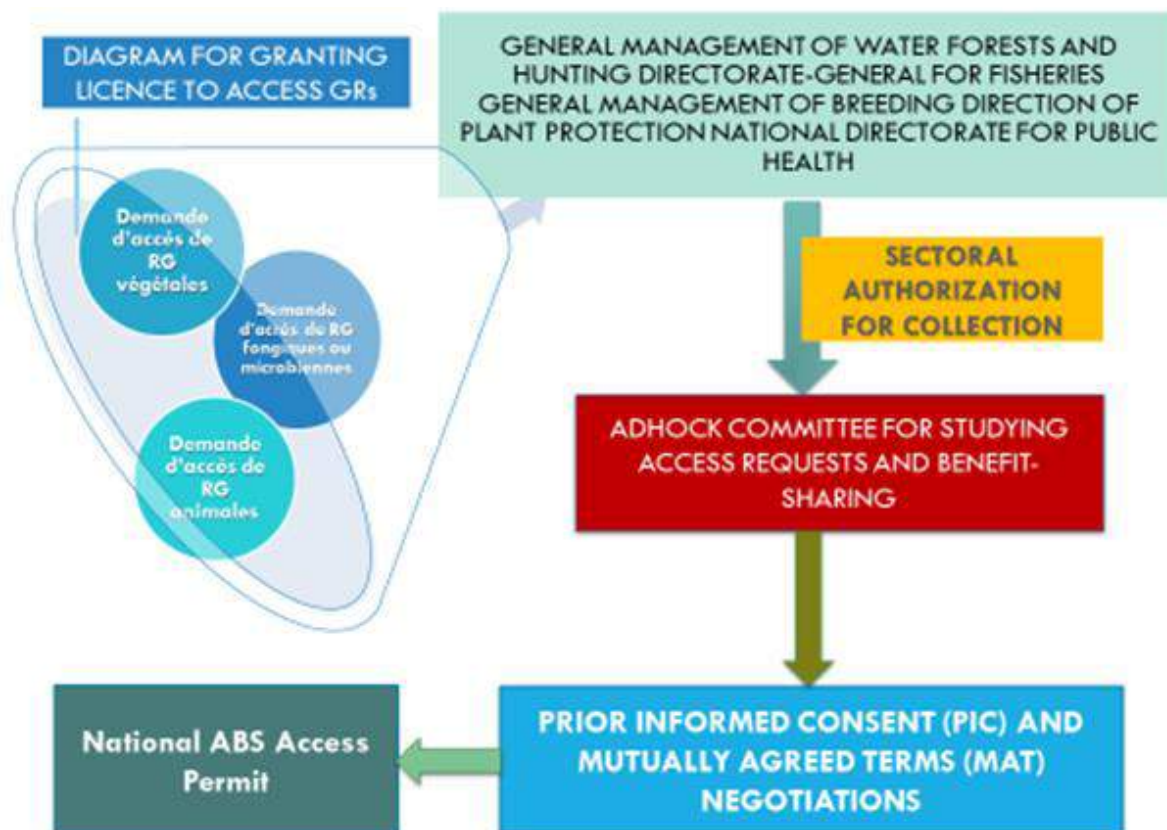 DIAGRAM FOR GRANTING
LICENCE TO ACCESS GRs
GENERAL MANAGEMENT OF WATER FORESTS AND
HUNTING DIRECTORATE-GENERAL FOR FISHERIES
GENERAL MANAGEMENT OF BREEDING DIRECTION OF
PLANT PROTECTION NATIONAL DIRECTORATE FOR PUBLIC
HEALTH
Demande
d'accès de
RG
végétales
Demande
d'accès de RG
fongiques ou
microbiennes
Demande
d'accès de
RG
animales
SECTORAL
AUTHORIZATION
FOR COLLECTION
ADHOCK COMMITTEE FOR STUDYING
ACCESS REQUESTS AND BENEFIT-
SHARING
PRIOR INFORMED CONSENT (PIC) AND
MUTUALLY AGREED TERMS (MAT)
NEGOTIATIONS
National ABS Access
Permit